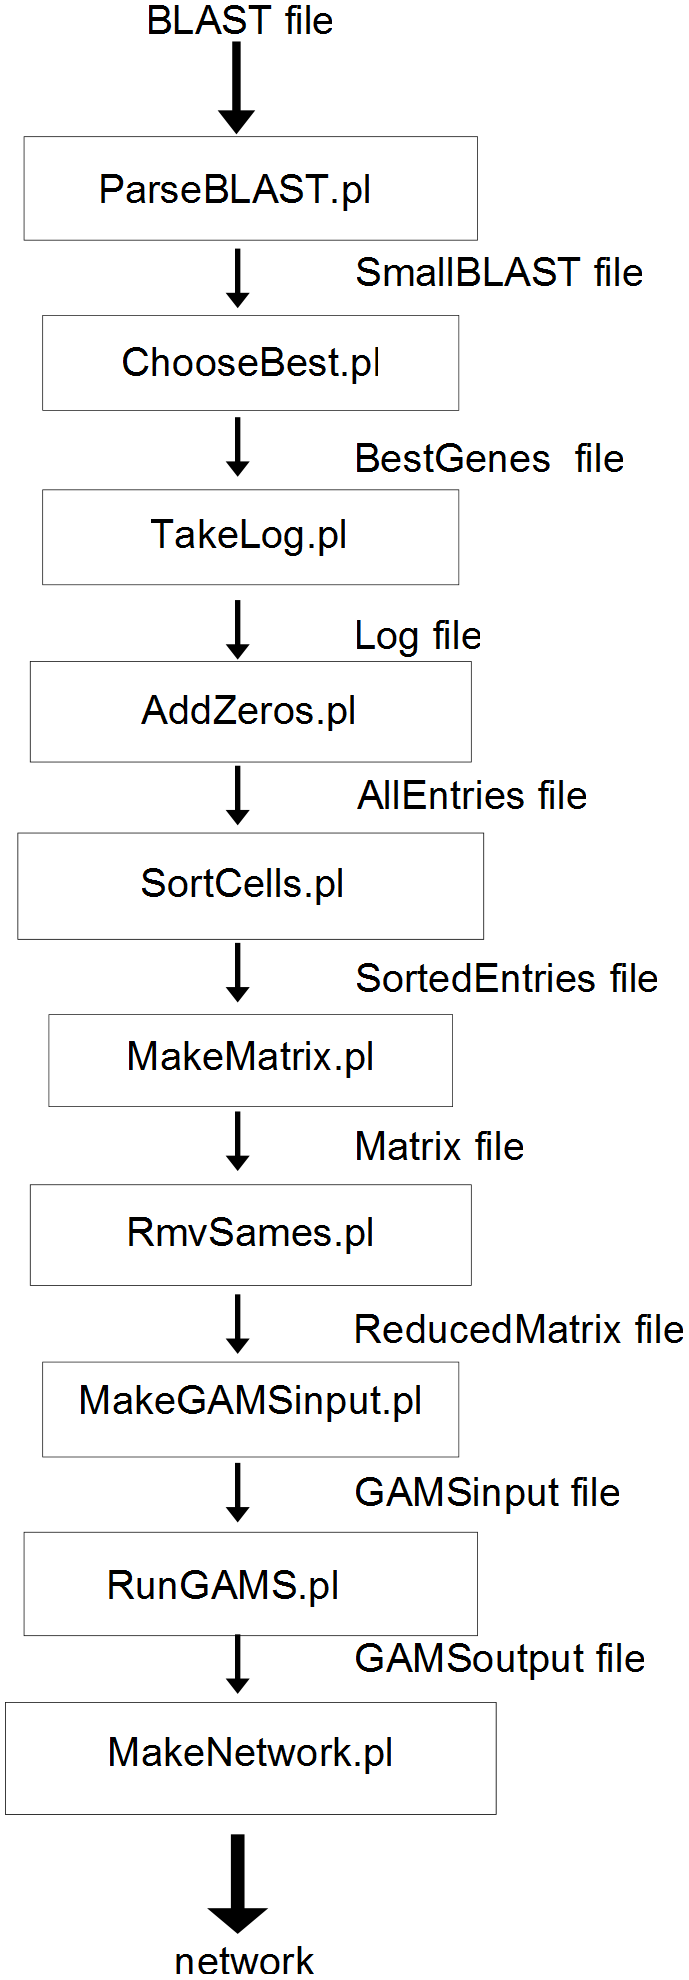 BLAST file
ParseBLAST.pl
SmallBLAST file
ChooseBest.pl
BestGenes file
TakeLog.pl
Log file
AddZeros.pl
AllEntries file
SortCells.pl
SortedEntries file
MakeMatrix.pl
Matrix file
RmvSames.pl
ReducedMatrix file
MakeGAMSinput.pl
GAMSinput file
RunGAMS.pl
GAMSoutput file
MakeNetwork.pl
network